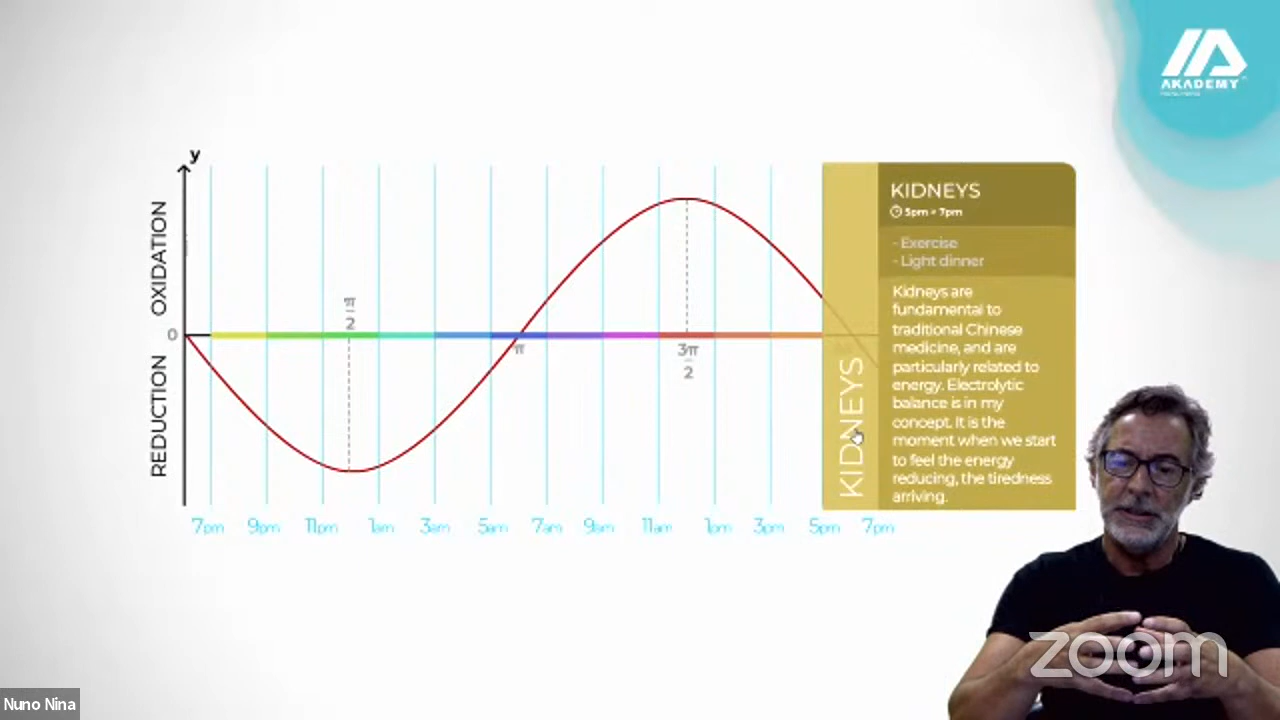 AKADEMY
y
OXIDATION
REDUCTION
0
π
2
π
3π
2
7pm 9pm 11pm 1am 3am 5am 7am 9am 11am 1pm 3pm 5pm 7pm
KIDNEYS
KIDNEYS
5pm - 7pm
- Exercise
- Light dinner
Kidneys are
fundamental to
traditional Chinese
medicine, and are
particularly related to
energy. Electrolytic
balance is in my
concept. It is the
moment when we start
to feel the energy
reducing, the tiredness
arriving.
zoom
Nuno Nina